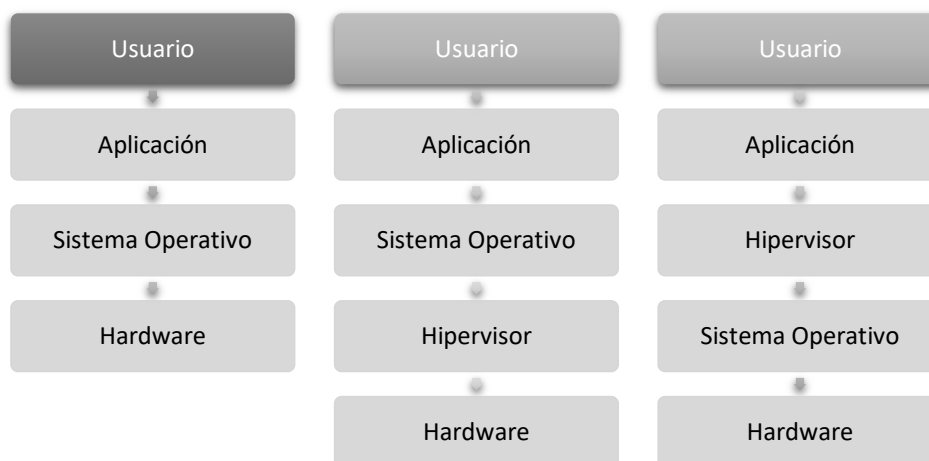 Usuario
Aplicación
Sistema Operativo
Hardware
Usuario
Aplicación
Sistema Operativo
Hipervisor
Hardware
Usuario
Aplicación
Hipervisor
Sistema Operativo
Hardware